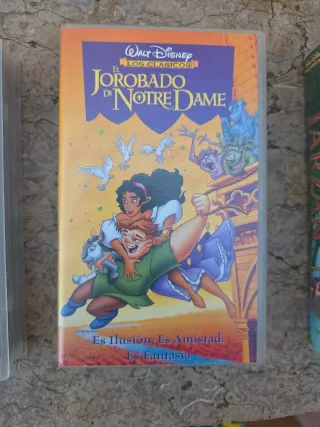 WALT DISNEY
LOS CLASICOS
EL
JOROBADO
DE NOTRE DAME
Es Ilusión, Es Amistad,
Es Fantasía